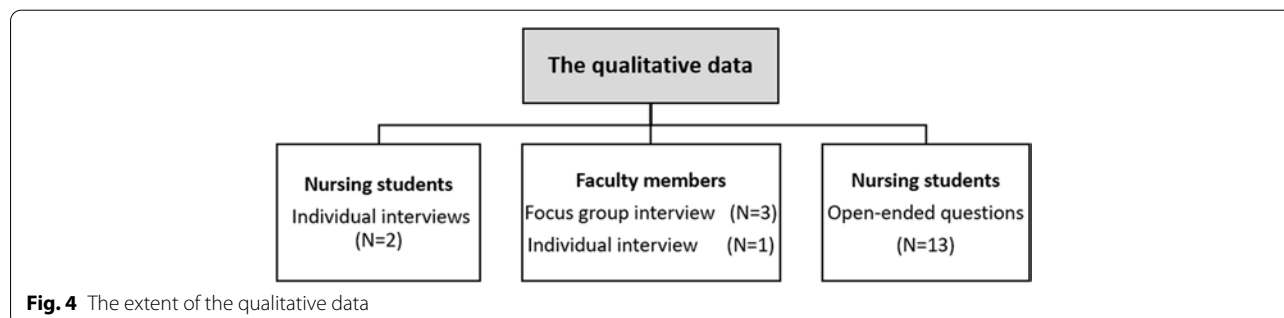 The qualitative data
Nursing students
Individual interviews
(N=2)
Faculty members
Focus group interview (N=3)
Individual interview (N=1)
Nursing students
Open-ended questions
(N=13)
Fig. 4 The extent of the qualitative data